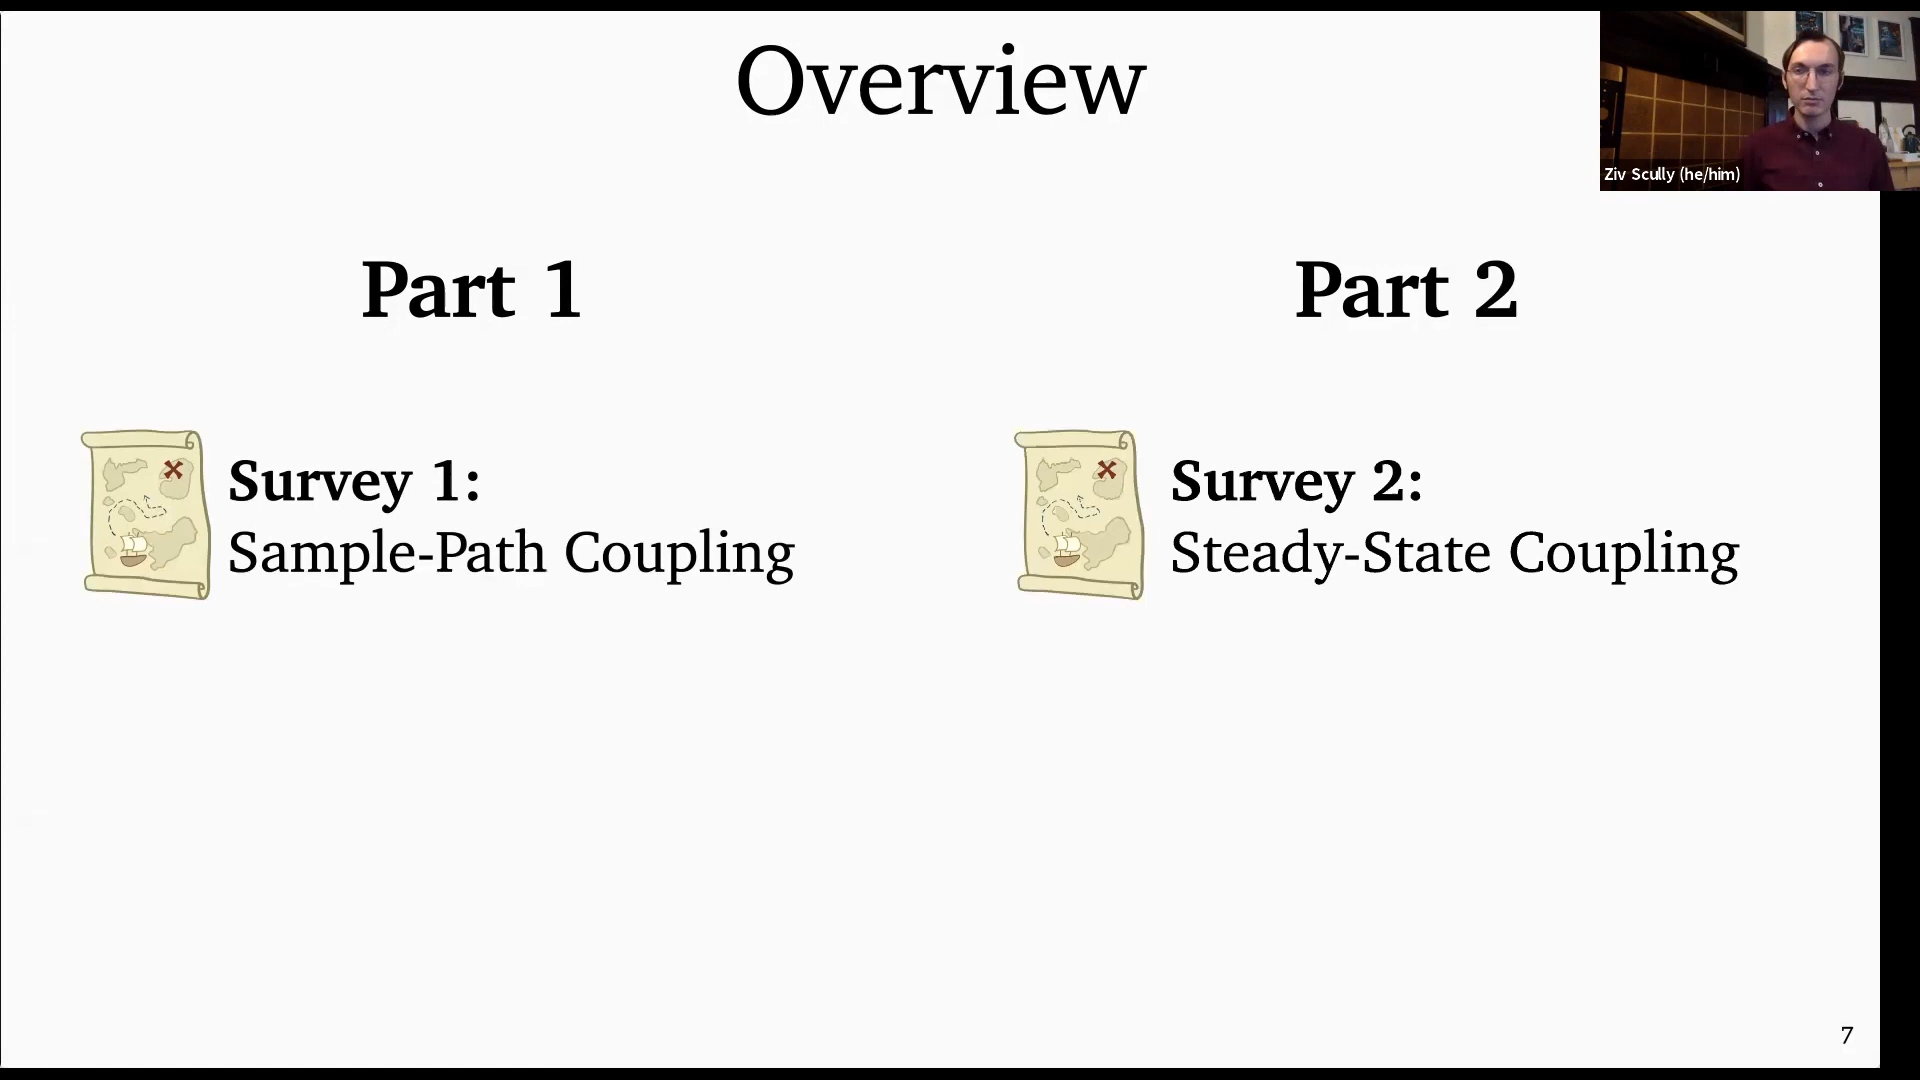 Overview
Ziv Scully (he/him)
Part 1
Part 2
Survey 1:
Sample-Path Coupling
Survey 2:
Steady-State Coupling
7